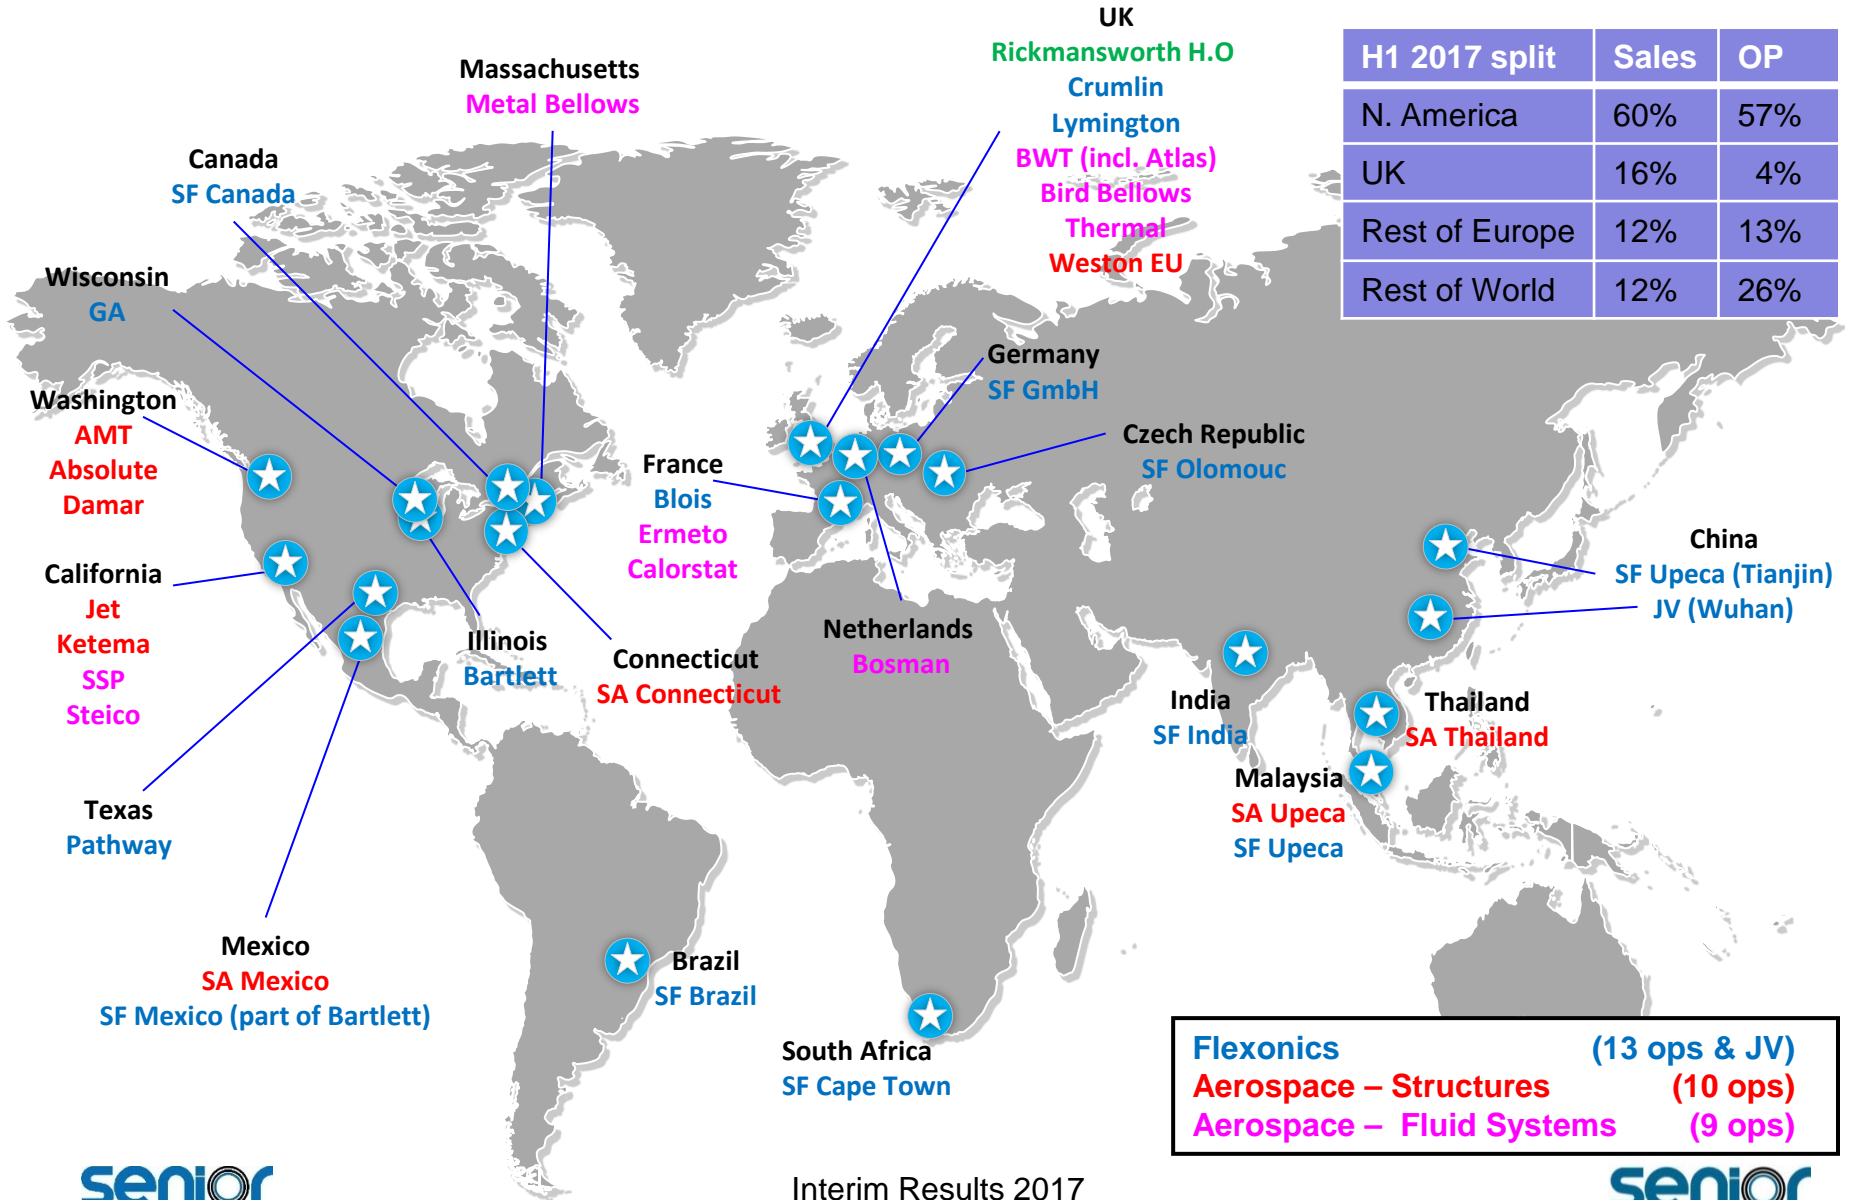 UK
Rickmansworth H.O
Crumlin
Lymington
BWT (incl. Atlas)
Bird Bellows
Thermal
Weston EU
H1 2017 split Sales OP
N. America 60% 57%
UK 16% 4%
Rest of Europe 12% 13%
Rest of World 12% 26%
Massachusetts
Metal Bellows
Canada
SF Canada
Wisconsin
GA
Washington
AMT
Absolute
Damar
California
Jet
Ketema
SSP
Steico
Texas
Pathway
Mexico
SA Mexico
SF Mexico (part of Bartlett)
Illinois
Bartlett
Connecticut
SA Connecticut
France
Blois
Ermeto
Calorstat
Germany
SF GmbH
Czech Republic
SF Olomouc
Netherlands
Bosman
China
SF Upeca (Tianjin)
JV (Wuhan)
India
SF India
Thailand
SA Thailand
Malaysia
SA Upeca
SF Upeca
Brazil
SF Brazil
South Africa
SF Cape Town
Flexonics (13 ops & JV)
Aerospace – Structures (10 ops)
Aerospace – Fluid Systems (9 ops)
senior
Interim Results 2017
senior